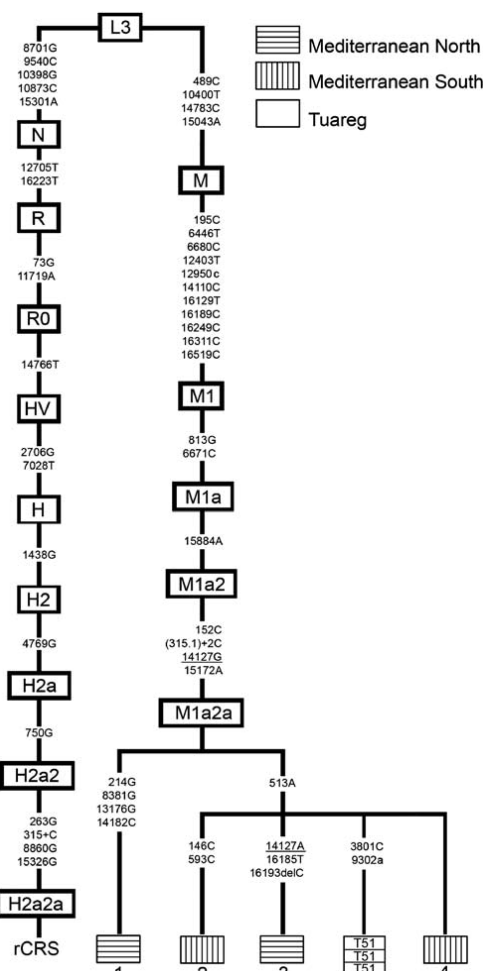 L3
8701G
9540C
10398G
10873C
15301A
N
12705T
16223T
R
73G
11719A
R0
14766T
HV
2706G
7028T
H
1438G
H2
4769G
H2a
750G
H2a2
263G
315+C
8860G
15326G
H2a2a
rCRS
489C
10400T
14783C
15043A
M
195C
6446T
6680C
12403T
12950c
14110C
16129T
16189C
16249C
16311C
16519C
M1
813G
6671C
M1a
15884A
M1a2
152C
(315.1)+2C
14127G
15172A
M1a2a
214G
8381G
13176G
14182C
513A
146C
593C
14127A
16185T
16193delC
3801C
9302a
T51
T51
T51
Mediterranean North
Mediterranean South
Tuareg